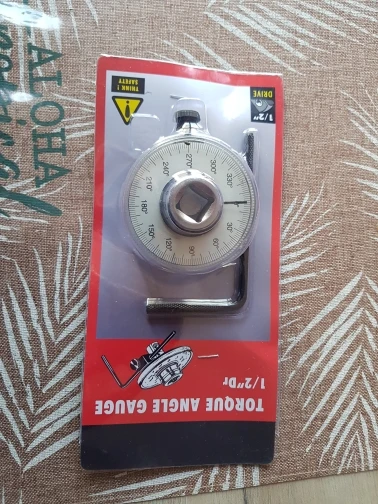 TORQUE ANGLE GAUGE
1/2"Dr
30°
60°
90°
120°
150°
180°
210°
240°
270°
300°
330°
1/2"
DRIVE
THINK!
SAFETY
ALOHA